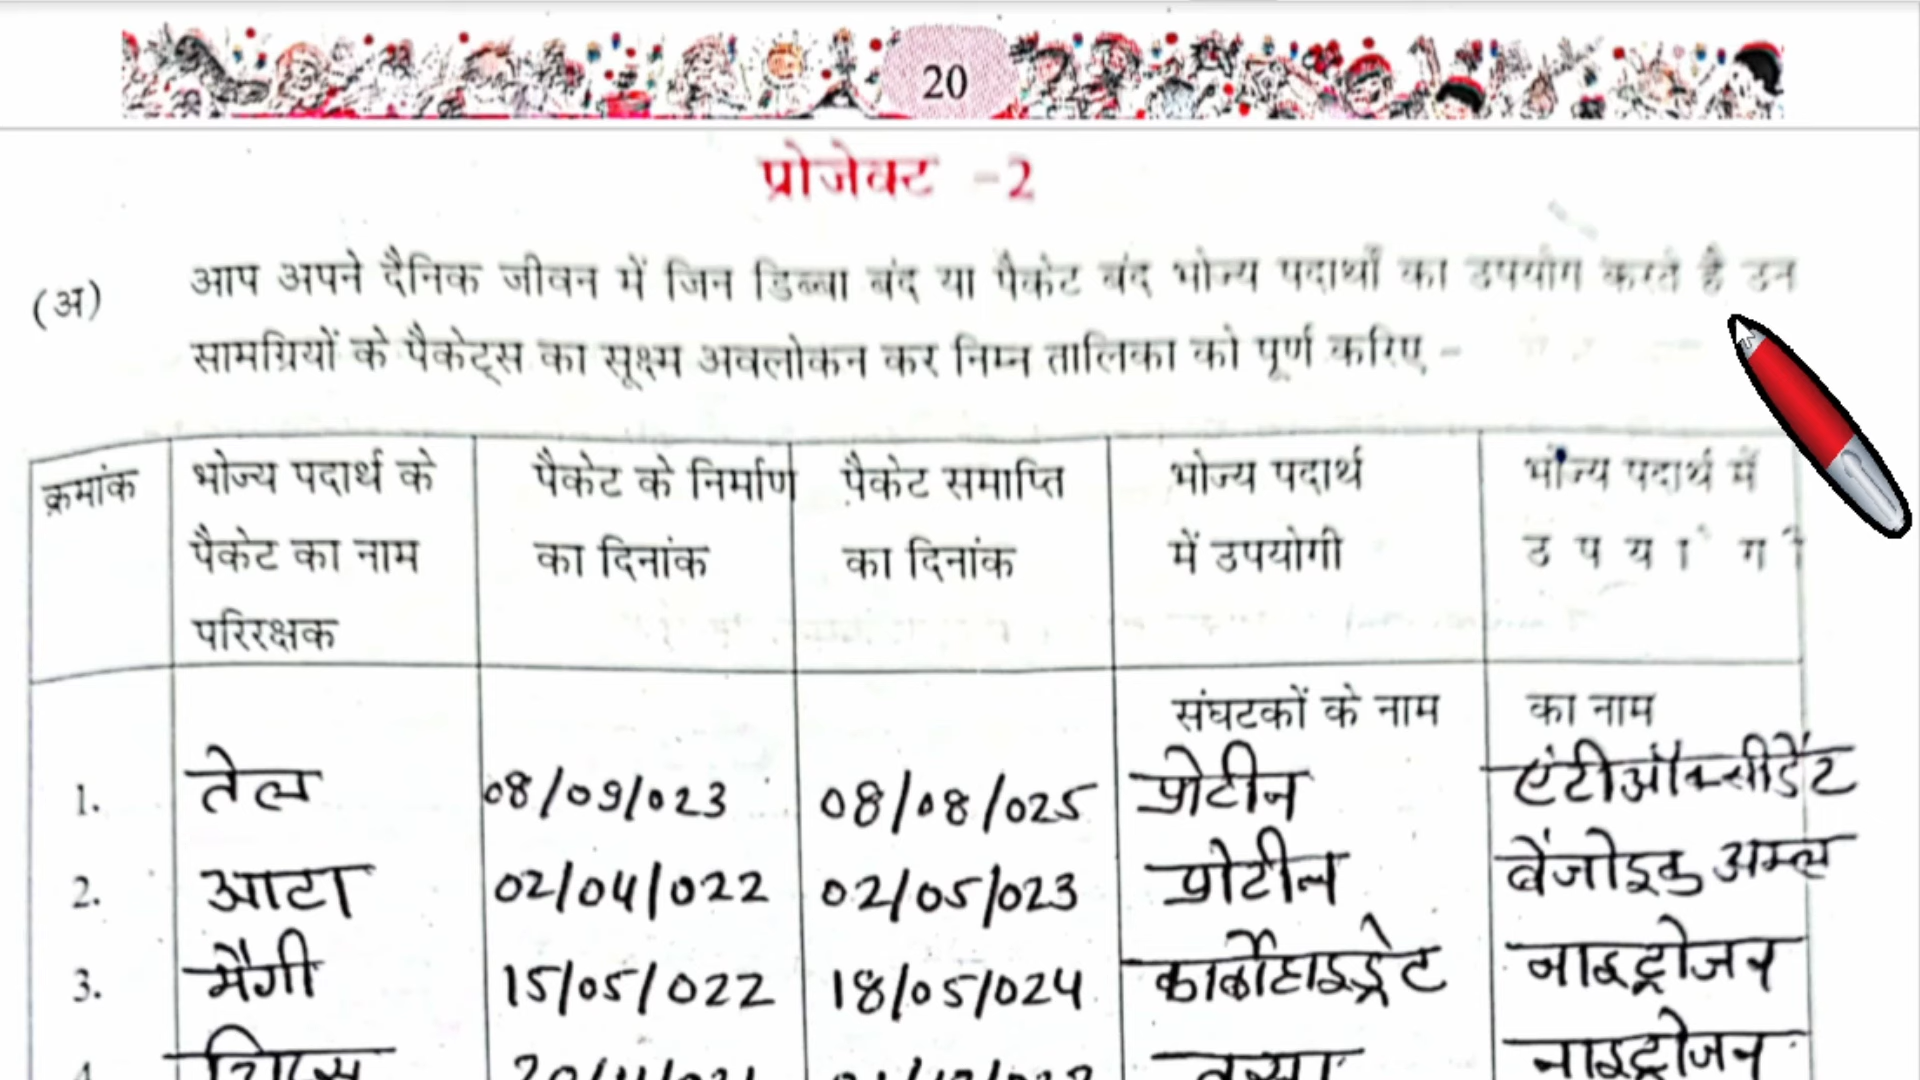 20
प्रोजेक्ट -2
(अ) आप अपने दैनिक जीवन में जिन डिब्बा बंद या पैकेट बंद भोज्य पदार्थों का उपयोग करते है उन
सामग्रियों के पैकेट्स का सूक्ष्म अवलोकन कर निम्न तालिका को पूर्ण करिए -
क्रमांक भोज्य पदार्थ के पैकेट के निर्माण पैकेट समाप्ति भोज्य पदार्थ भोज्य पदार्थ में
पैकेट का नाम का दिनांक का दिनांक में उपयोगी उ प य ो ग ी
परिरक्षक
संघटकों के नाम का नाम
1. तेल 08/09/023 08/08/025 प्रोटीन एंटीऑक्सीडेंट
2. आटा 02/04/022 02/05/023 प्रोटीन बेंजोइक अम्ल
3. मैगी 15/05/022 18/05/024 कार्बोहाइड्रेट नाइट्रोजन
4. नाइट्रोजन